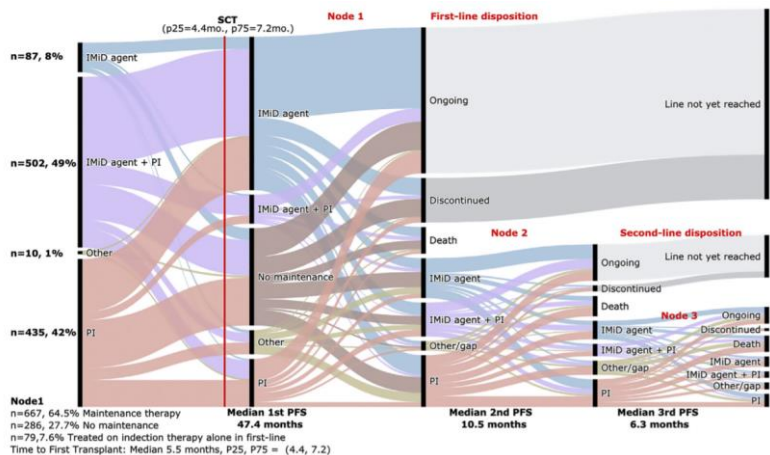 SCT
(p25=4.4mo., p75=7.2mo.)
Node 1
First-line disposition
n=87, 8%
IMiD agent
n=502, 49%
IMiD agent + PI
n=10, 1%
Other
n=435, 42%
PI
IMiD agent
IMiD agent + PI
No maintenance
Other
PI
Ongoing
Discontinued
Death
IMiD agent
IMiD agent + PI
Other/gap
PI
Line not yet reached
Node 2
Second-line disposition
Ongoing
Discontinued
Death
IMiD agent
IMiD agent + PI
Other/gap
PI
Line not yet reached
Node 3
Ongoing
Discontinued
Death
IMiD agent
IMiD agent + PI
Other/gap
PI
Node1
n=667, 64.5% Maintenance therapy
n=286, 27.7% No maintenance
n=79,7.6% Treated on indection therapy alone in first-line
Time to First Transplant: Median 5.5 months, P25, P75 = (4.4, 7.2)
Median 1st PFS
47.4 months
Median 2nd PFS
10.5 months
Median 3rd PFS
6.3 months